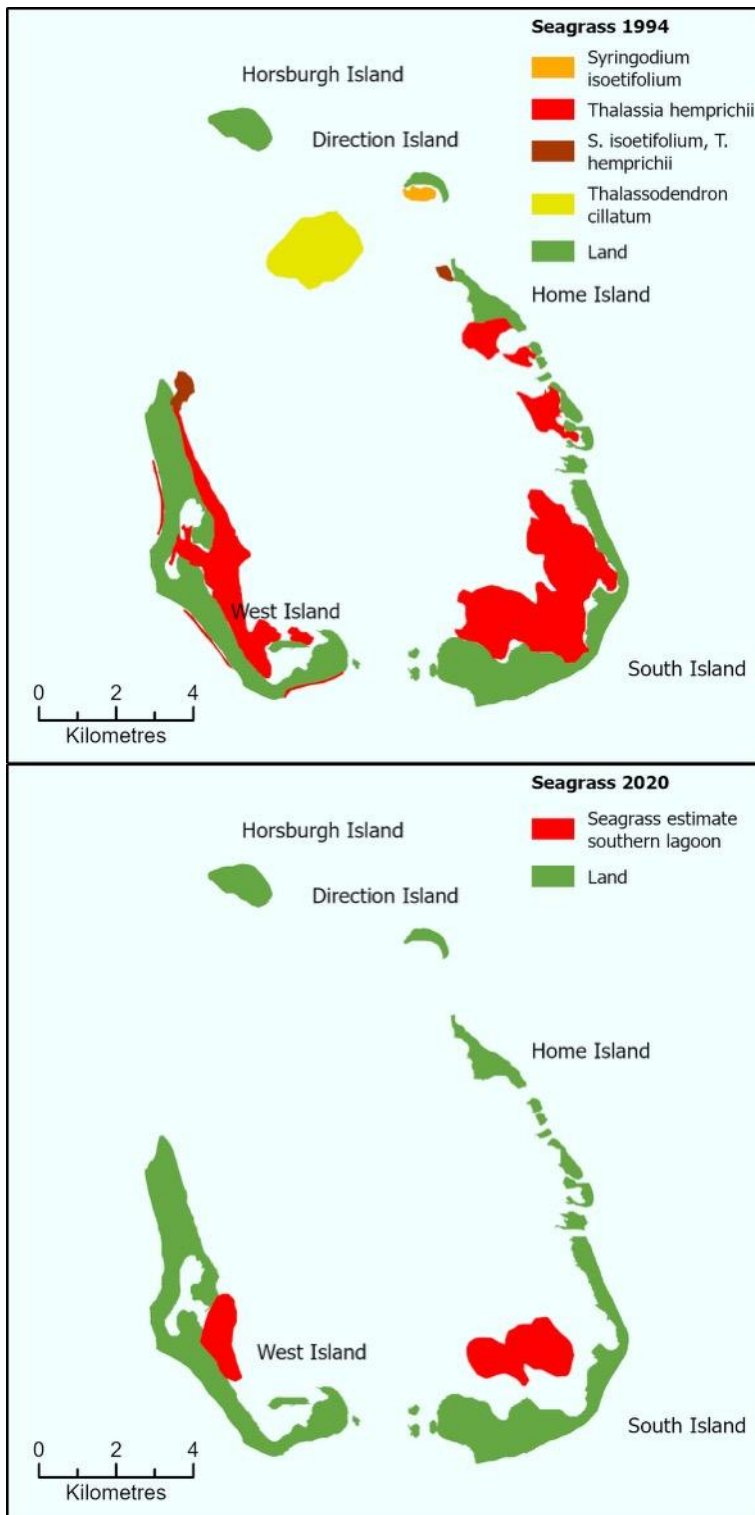 Seagrass 1994
Syringodium
isoetifolium
Thalassia hemprichii
S. isoetifolium, T.
hemprichii
Thalassodendron
cillatum
Land
Horsburgh Island
Direction Island
Home Island
West Island
South Island
0 2 4
Kilometres
Seagrass 2020
Seagrass estimate
southern lagoon
Land
Horsburgh Island
Direction Island
Home Island
West Island
South Island
0 2 4
Kilometres